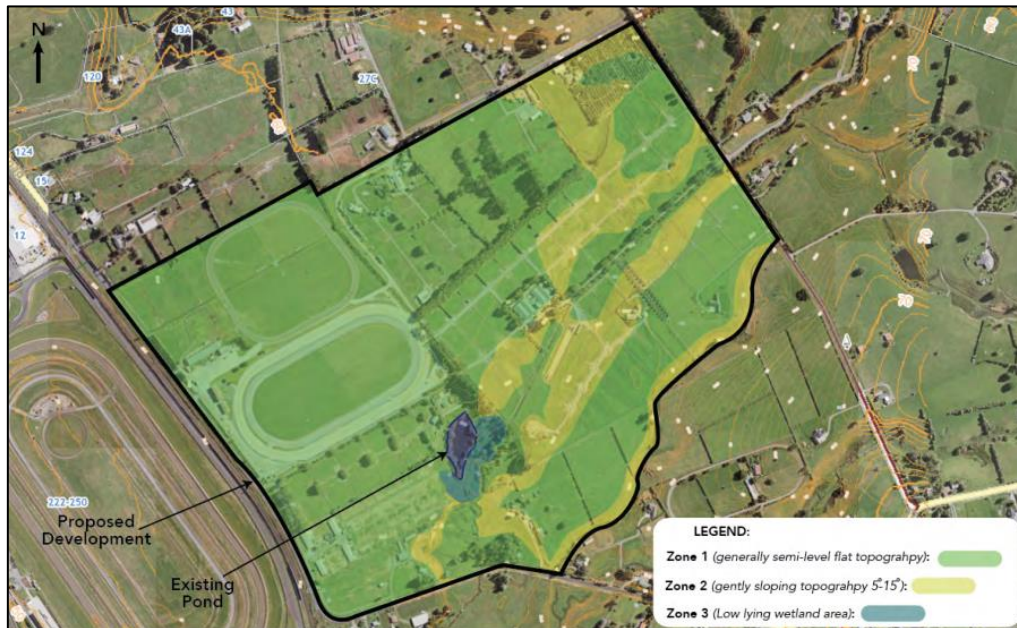 N
43
43A
120
27C
124
12
70
222-250
Proposed
Development
Existing
Pond
LEGEND:
Zone 1 (generally semi-level flat topograhpy):
Zone 2 (gently sloping topograhpy 5°-15°):
Zone 3 (Low lying wetland area):